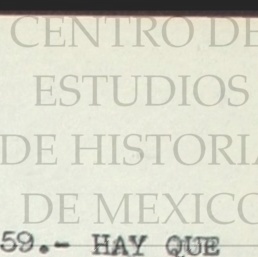 CENTRO DE
ESTUDIOS
DE HISTORIA
DE MEXICO
59.- HAY QUE